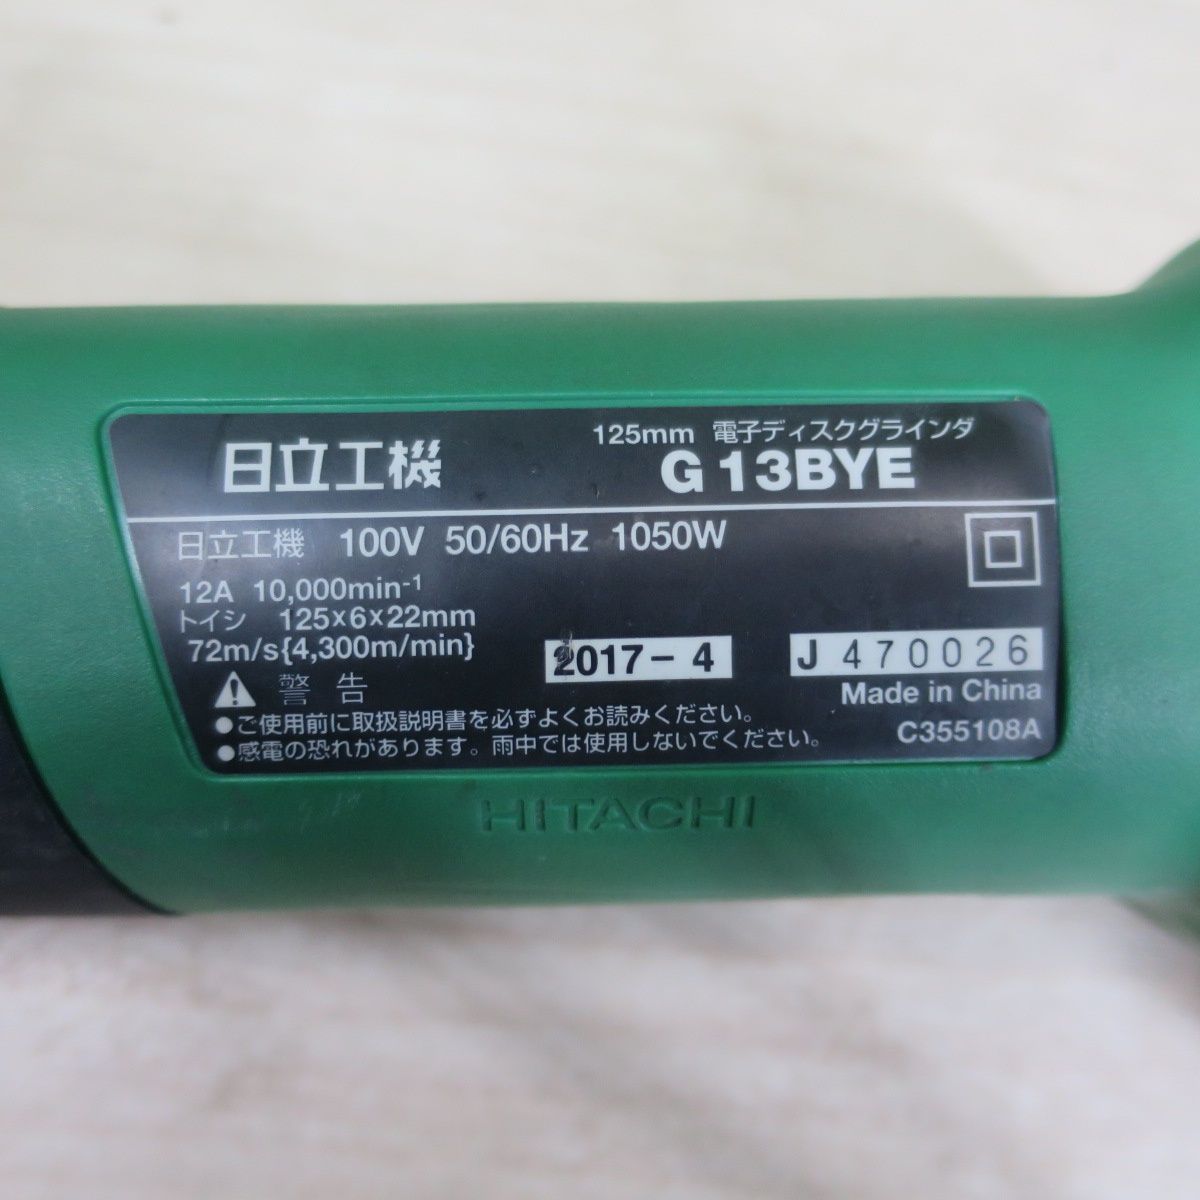 日立工機
125mm 電子ディスクグラインダ
G 13BYE
日立工機 100V 50/60Hz 1050W
12A 10,000min⁻¹
トイシ 125×6×22mm
72m/s{4,300m/min}
2017-4
J 470026
Made in China
警告
●ご使用前に取扱説明書を必ずよくお読みください。
●感電の恐れがあります。雨中では使用しないでください。
C355108A
HITACHI